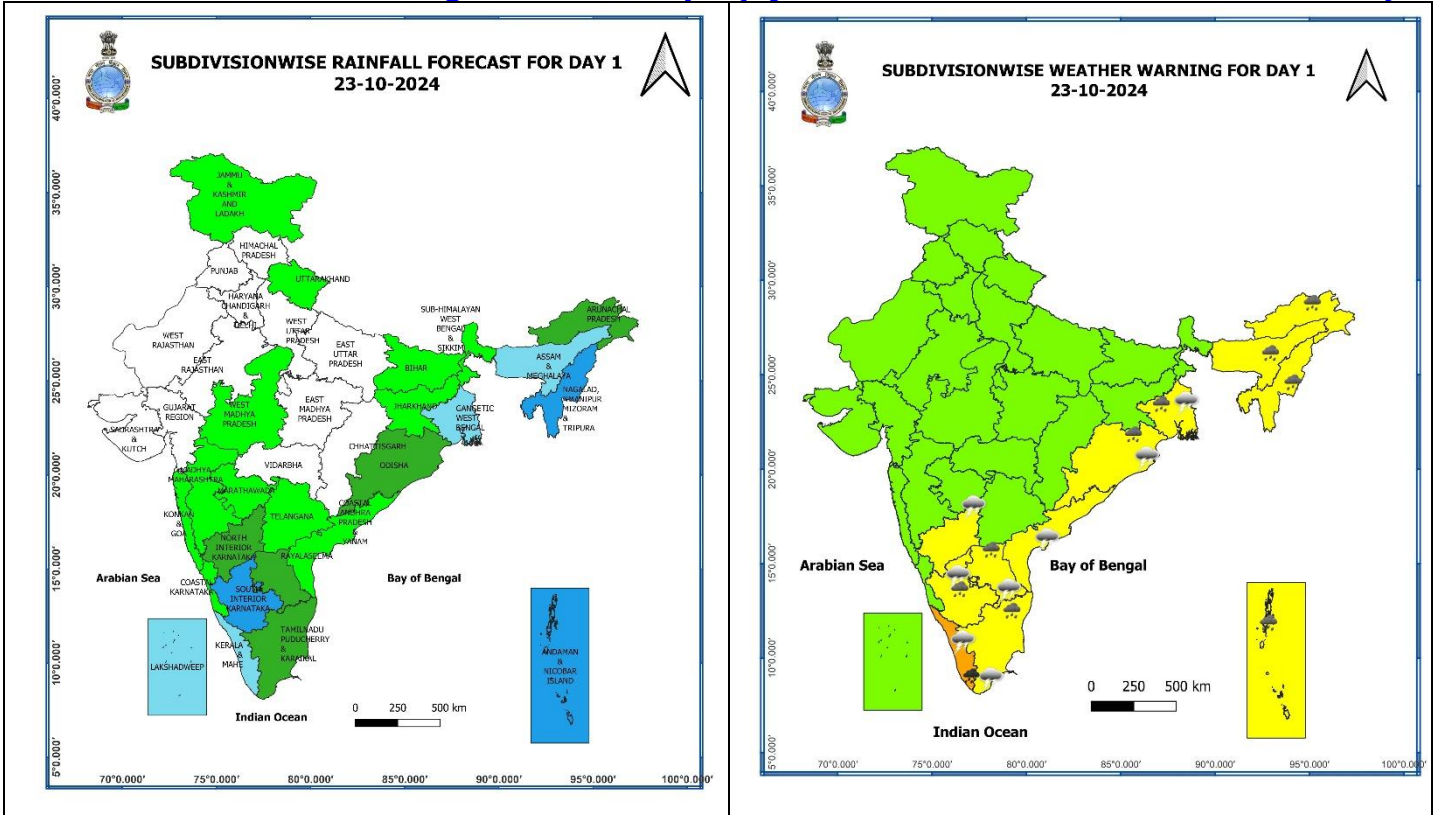 SUBDIVISIONWISE RAINFALL FORECAST FOR DAY 1
23-10-2024
40°0.000'
35°0.000'
30°0.000'
25°0.000'
20°0.000'
15°0.000'
10°0.000'
5°0.000'
JAMMU
&
KASHMIR
AND
LADAKH
HIMACHAL
PRADESH
PUNJAB
UTTARAKHAND
HARYANA
CHANDIGARH
&
DELHI
WEST
UTTAR
PRADESH
SUB-HIMALAYAN
WEST
BENGAL
&
SIKKIM
ARUNACHAL
PRADESH
WEST
RAJASTHAN
EAST
RAJASTHAN
EAST
UTTAR
PRADESH
BIHAR
ASSAM
&
MEGHALAYA
NAGALAD,
MANIPUR
MIZORAM
&
TRIPURA
GUJARAT
REGION
SAURASHTRA
&
KUTCH
WEST
MADHYA
PRADESH
EAST
MADHYA
PRADESH
JHARKHAND
GANGETIC
WEST
BENGAL
CHHATTISGARH
ODISHA
VIDARBHA
MADHYA
MAHARASHTRA
MARATHAWADA
KONKAN
&
GOA
TELANGANA
COASTAL
ANDHRA
PRADESH
&
YANAM
NORTH
INTERIOR
KARNATAKA
RAYALASEEMA
Arabian Sea
Bay of Bengal
COASTAL
KARNATAKA
SOUTH
INTERIOR
KARNATAKA
TAMILNADU
PUDUCHERRY
&
KARAIKAL
KERALA
&
MAHE
LAKSHADWEEP
ANDAMAN
&
NICOBAR
ISLAND
Indian Ocean
0 250 500 km
70°0.000' 75°0.000' 80°0.000' 85°0.000' 90°0.000' 95°0.000' 100°0.000'
SUBDIVISIONWISE WEATHER WARNING FOR DAY 1
23-10-2024
40°0.000'
35°0.000'
30°0.000'
25°0.000'
20°0.000'
15°0.000'
10°0.000'
5°0.000'
Arabian Sea
Bay of Bengal
0 250 500 km
Indian Ocean
70°0.000' 75°0.000' 80°0.000' 85°0.000' 90°0.000' 95°0.000' 100°0.000'